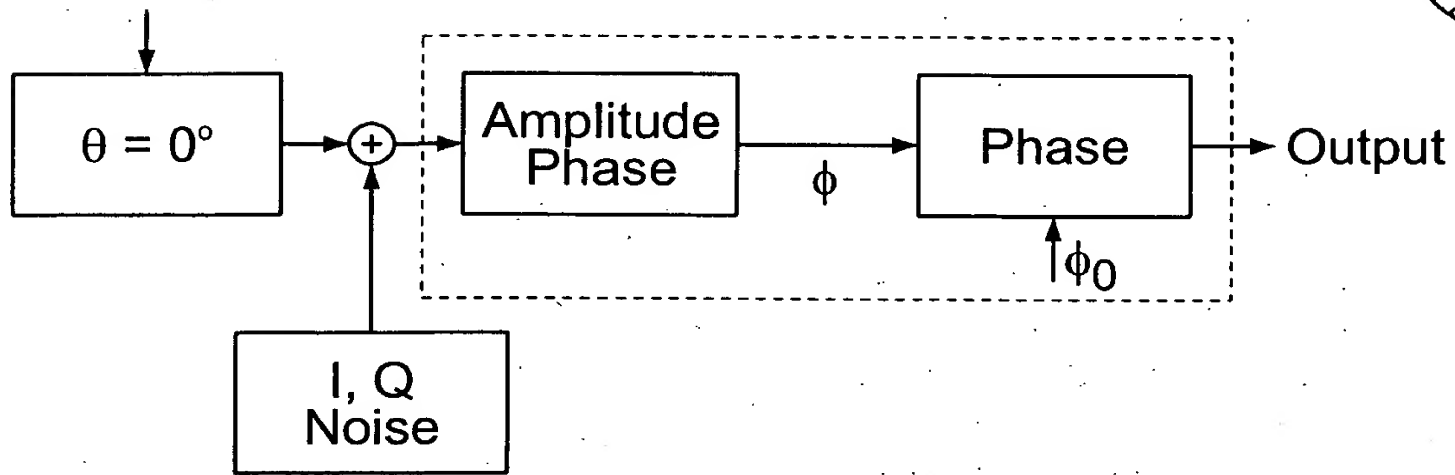 θ = 0°
+
Amplitude
Phase
ϕ
Phase
ϕ0
Output
I, Q
Noise